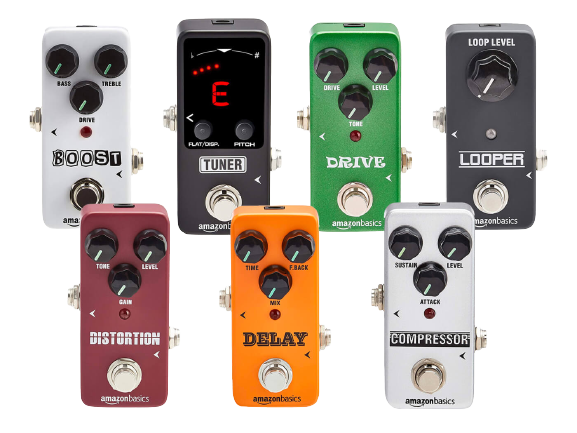 BASS TREBLE
DRIVE
BOOST
amazonbasics
♭ #
E
FLAT/DISP. PITCH
TUNER
amazonbasics
DRIVE LEVEL
TONE
DRIVE
amazonbasics
LOOP LEVEL
LOOPER
amazonbasics
TONE LEVEL
GAIN
DISTORTION
amazonbasics
TIME F.BACK
MIX
DELAY
amazonbasics
SUSTAIN LEVEL
ATTACK
COMPRESSOR
amazonbasics